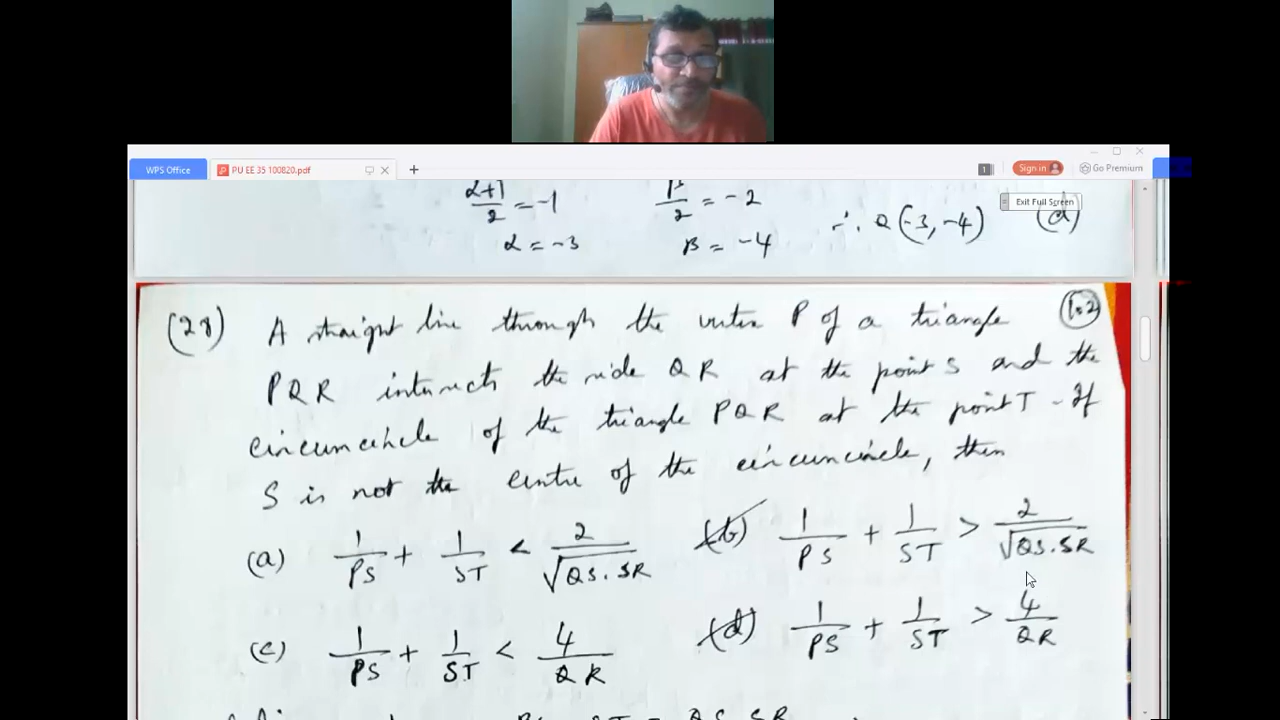 WPS Office
PU EE 35 100820.pdf
1
Sign in
Go Premium
Exit Full Screen
α+1/2 = -1
β/2 = -2
∴ Q(-3, -4) (d)
α = -3
β = -4
(28) A straight line through the vertex P of a triangle
PQR intersects the side QR at the point S and the
circumcircle of the triangle PQR at the point T - If
S is not the centre of the circumcircle, then
(a) 1/PS + 1/ST < 2/√QS.SR (b) 1/PS + 1/ST > 2/√QS.SR
(c) 1/PS + 1/ST < 4/QR (d) 1/PS + 1/ST > 4/QR